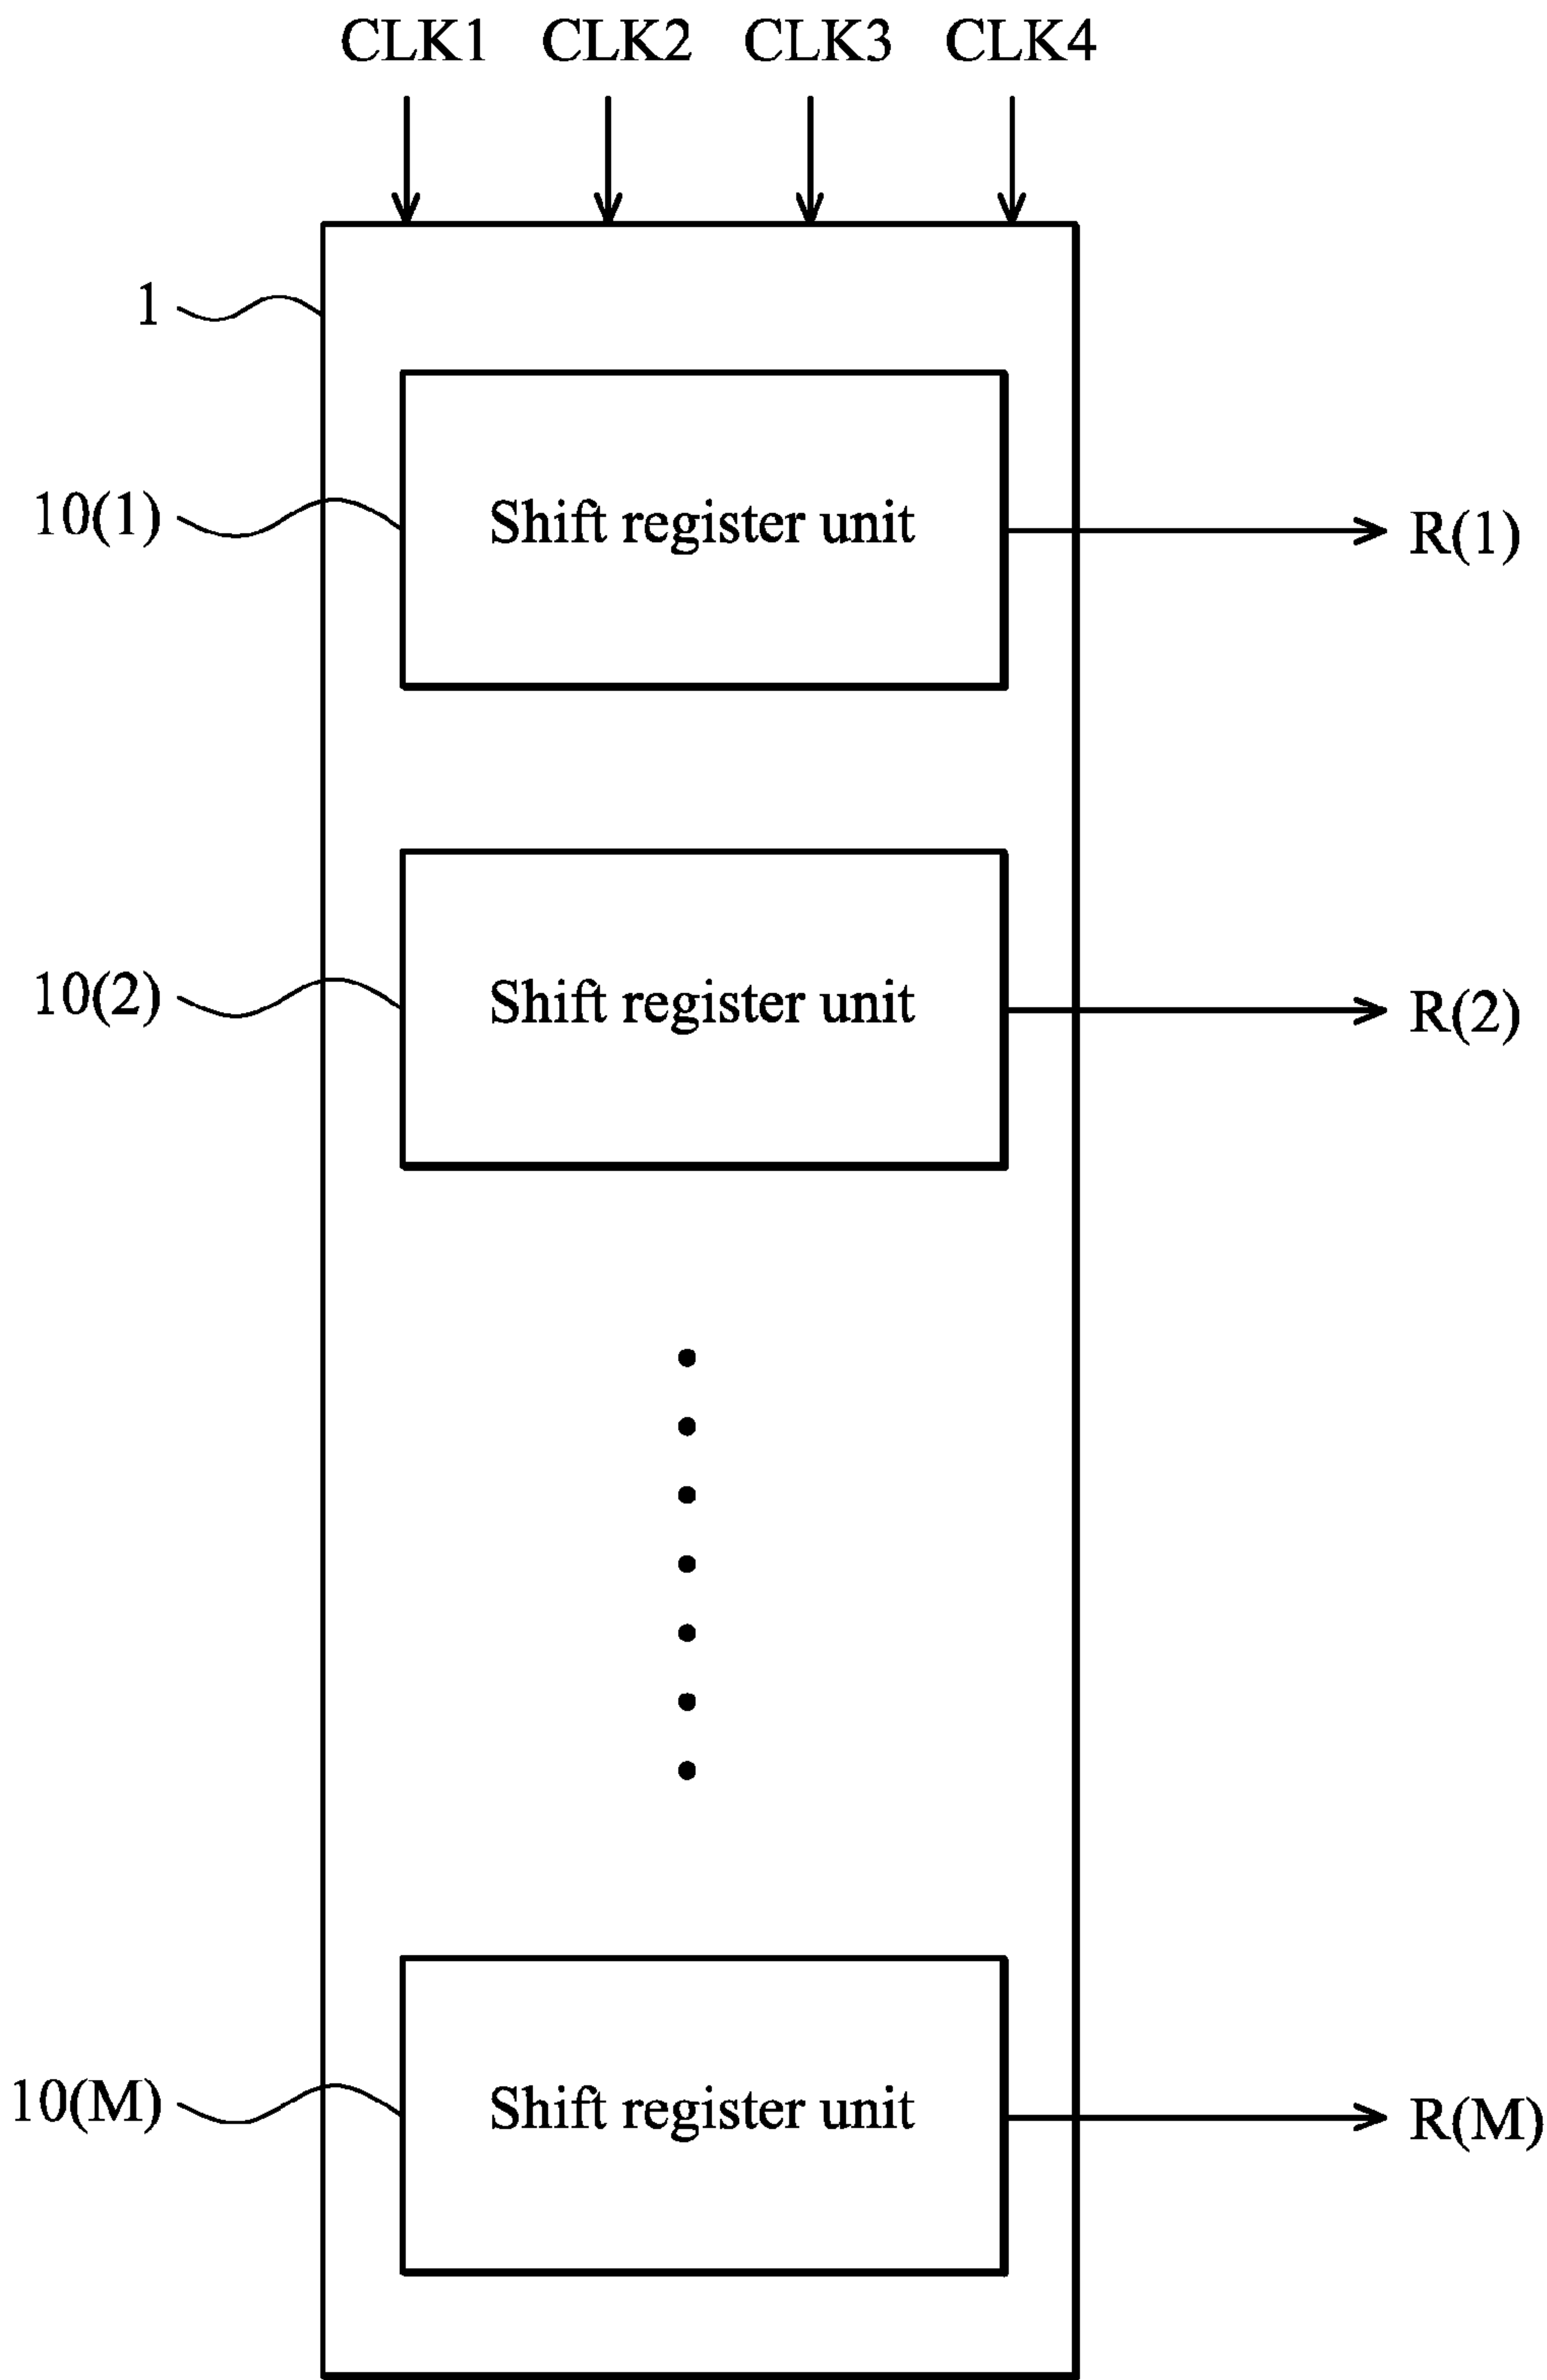 CLK1 CLK2 CLK3 CLK4
1
10(1) Shift register unit R(1)
10(2) Shift register unit R(2)
10(M) Shift register unit R(M)